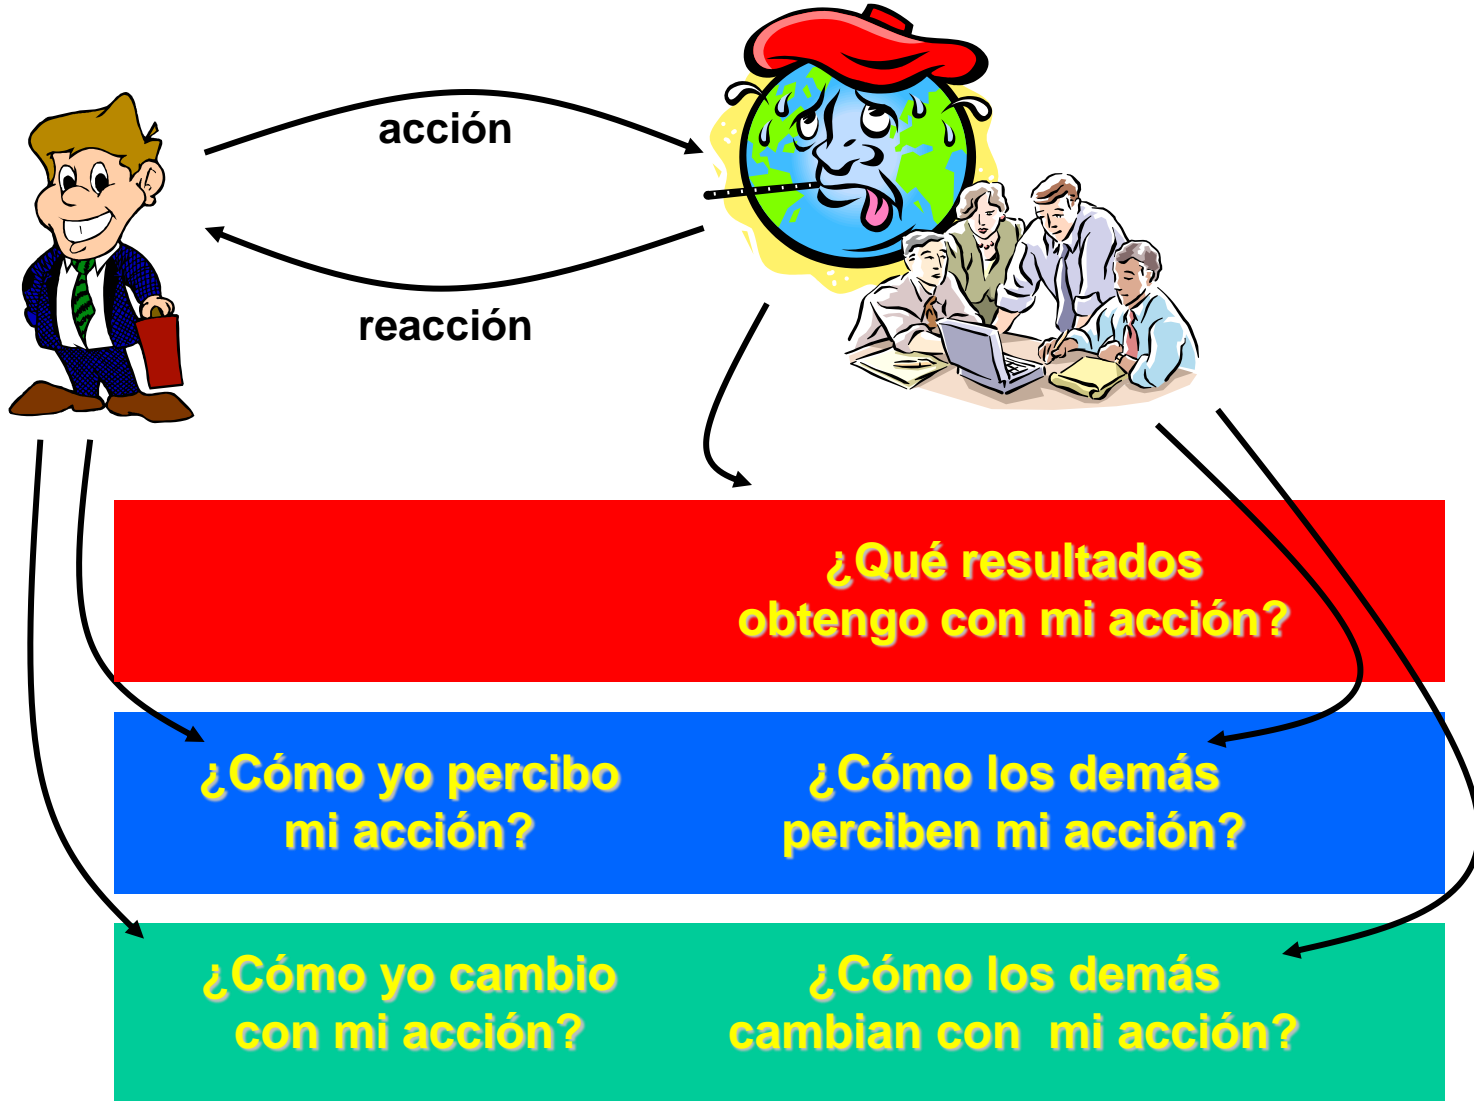 acción
reacción
¿Qué resultados
obtengo con mi acción?
¿Cómo yo percibo
mi acción?
¿Cómo los demás
perciben mi acción?
¿Cómo yo cambio
con mi acción?
¿Cómo los demás
cambian con  mi acción?